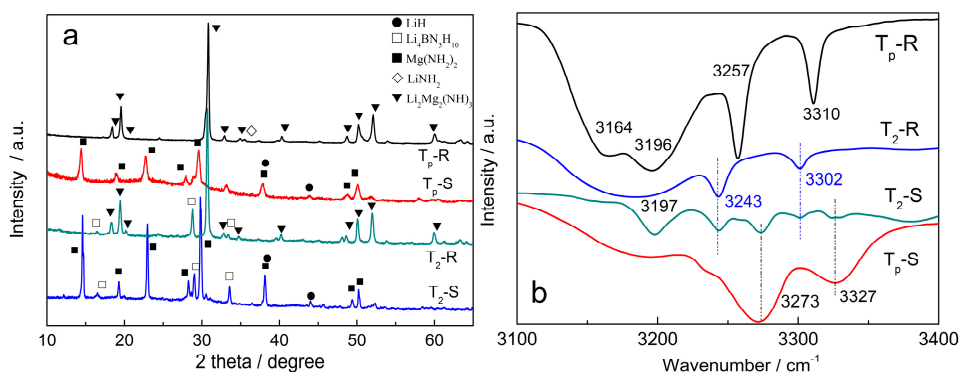 a
LiH
Li₄BN₃H₁₀
Mg(NH₂)₂
LiNH₂
Li₂Mg₂(NH)₃
Tₚ-R
Tₚ-S
T₂-R
T₂-S
Intensity / a.u.
10 20 30 40 50 60
2 theta / degree
Tₚ-R
3257
3310
3164
3196
T₂-R
3302
3243
T₂-S
3197
Tₚ-S
3273
3327
b
Intensity / a.u.
3100 3200 3300 3400
Wavenumber / cm⁻¹